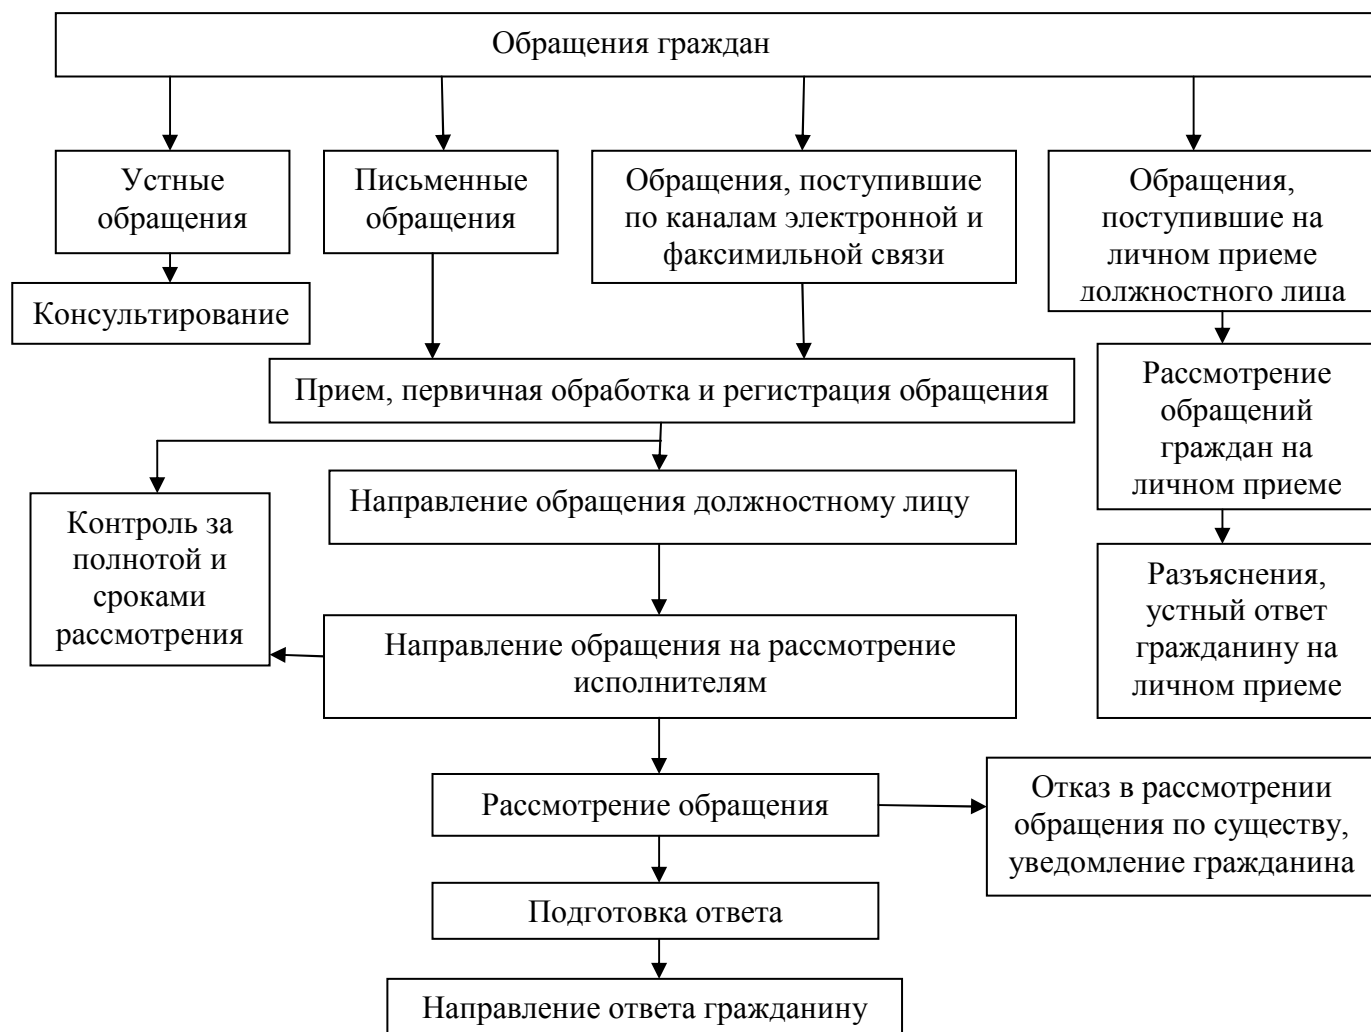 Обращения граждан
Устные
обращения
Письменные
обращения
Обращения, поступившие
по каналам электронной и
факсимильной связи
Обращения,
поступившие на
личном приеме
должностного лица
Консультирование
Прием, первичная обработка и регистрация обращения
Рассмотрение
обращений
граждан на
личном приеме
Направление обращения должностному лицу
Контроль за
полнотой и
сроками
рассмотрения
Разъяснения,
устный ответ
гражданину на
личном приеме
Направление обращения на рассмотрение
исполнителям
Рассмотрение обращения
Отказ в рассмотрении
обращения по существу,
уведомление гражданина
Подготовка ответа
Направление ответа гражданину